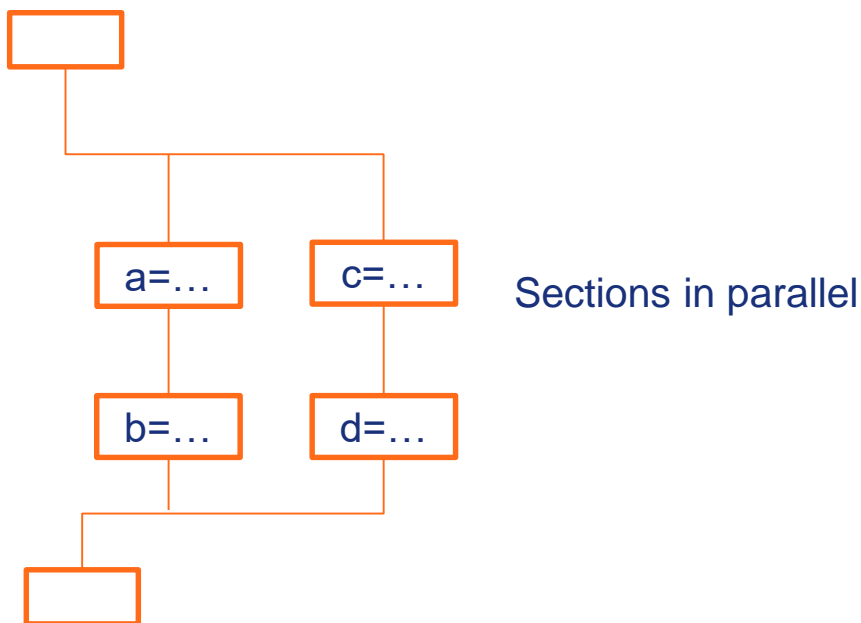 a=…
c=…
Sections in parallel
b=…
d=…